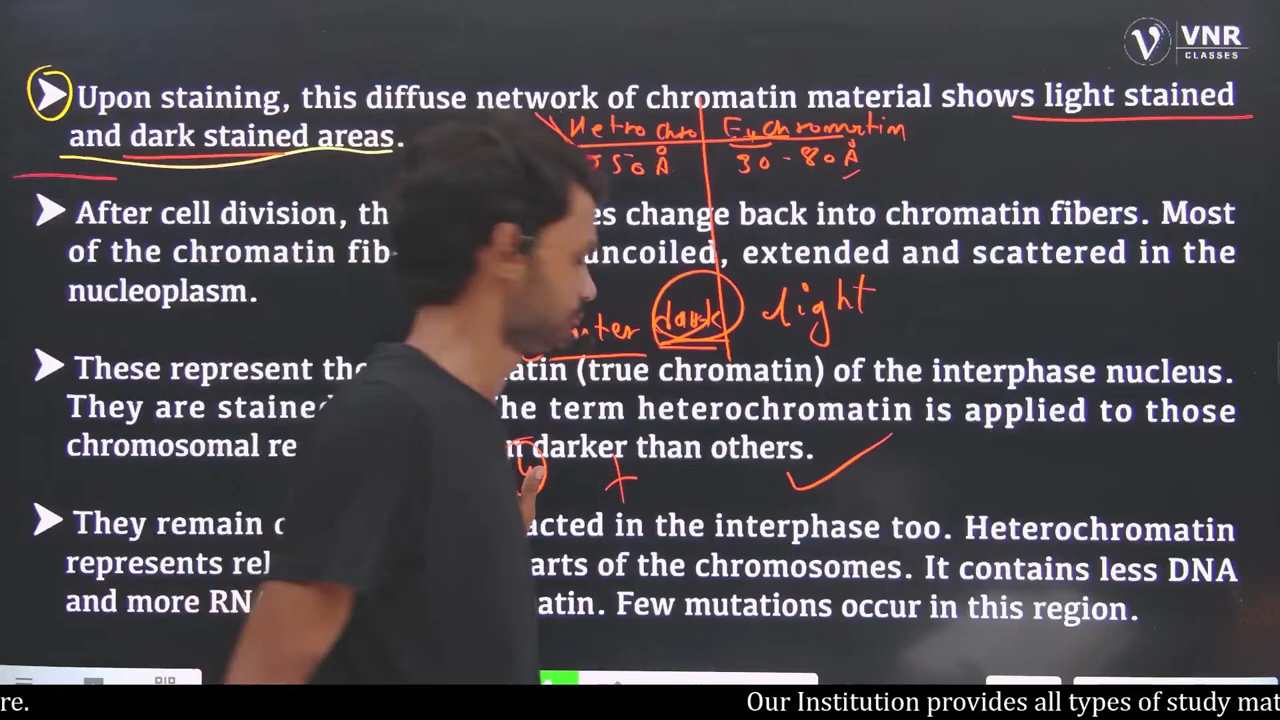 VNR
CLASSES
Upon staining, this diffuse network of chromatin material shows light stained
and dark stained areas.
Hetrochro Euchromatin
250 Å 30-80 Å
After cell division, th es change back into chromatin fibers. Most
of the chromatin fib uncoiled, extended and scattered in the
nucleoplasm.
dark light
These represent the atin (true chromatin) of the interphase nucleus.
They are stained he term heterochromatin is applied to those
chromosomal re n darker than others.
They remain c acted in the interphase too. Heterochromatin
represents rel arts of the chromosomes. It contains less DNA
and more RN atin. Few mutations occur in this region.
re. Our Institution provides all types of study mat